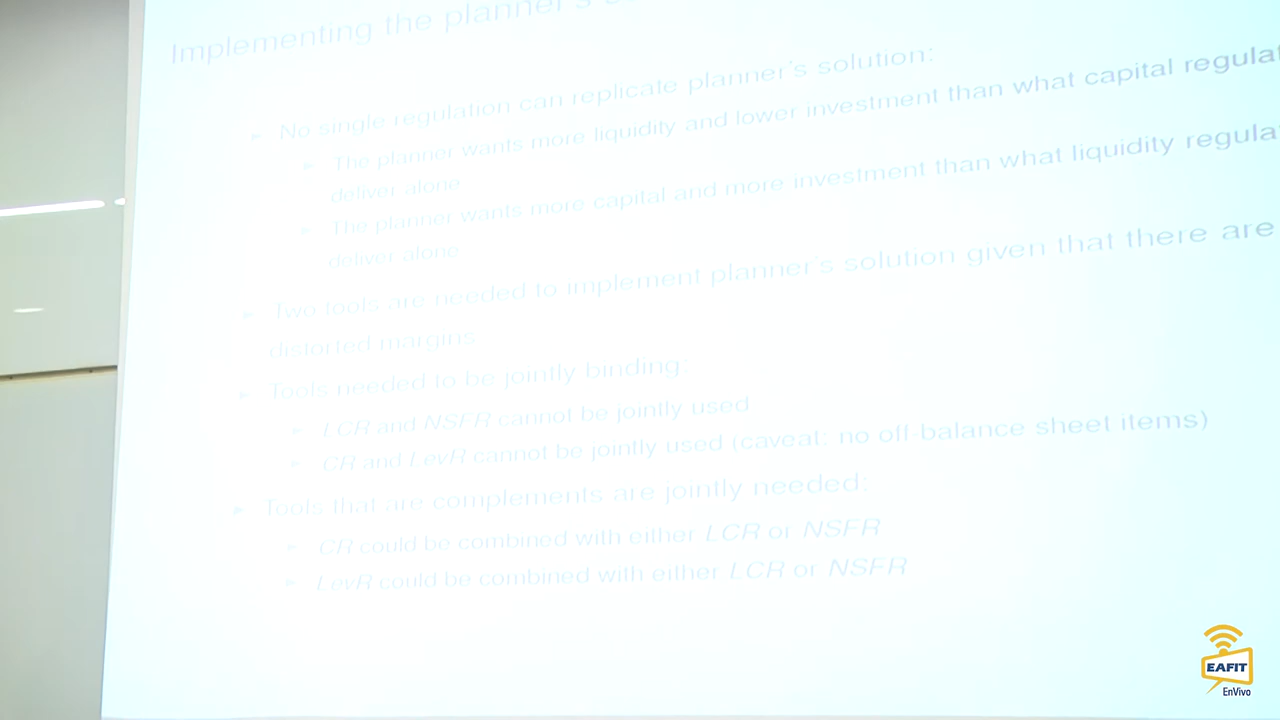 Implementing the planner's
► No single regulation can replicate planner's solution:
► The planner wants more liquidity and lower investment than what capital regulat
deliver alone
► The planner wants more capital and more investment than what liquidity regula
deliver alone
► Two tools are needed to implement planner's solution given that there are
distorted margins
► Tools needed to be jointly binding:
► LCR and NSFR cannot be jointly used
► CR and LevR cannot be jointly used (caveat: no off-balance sheet items)
► Tools that are complements are jointly needed:
► CR could be combined with either LCR or NSFR
► LevR could be combined with either LCR or NSFR
EAFIT
EnVivo